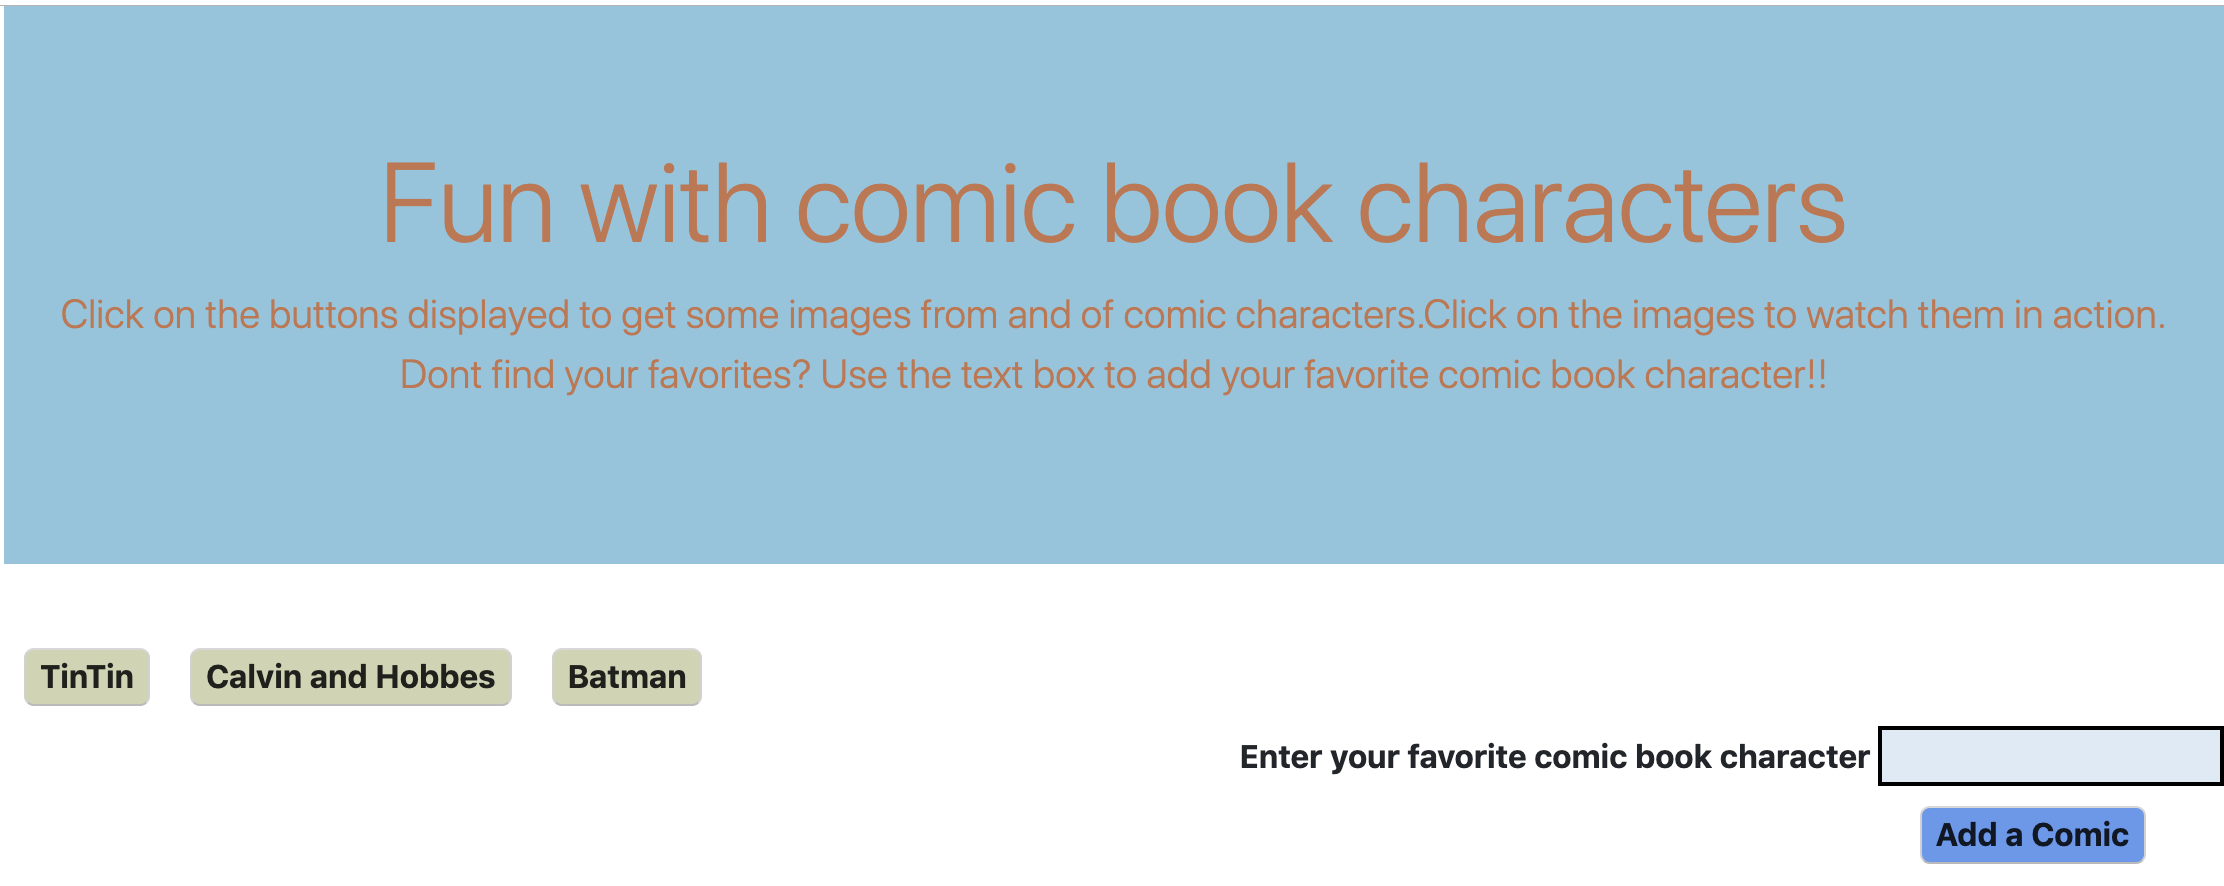 Fun with comic book characters
Click on the buttons displayed to get some images from and of comic characters.Click on the images to watch them in action.
Dont find your favorites? Use the text box to add your favorite comic book character!!
TinTin Calvin and Hobbes Batman
Enter your favorite comic book character
Add a Comic